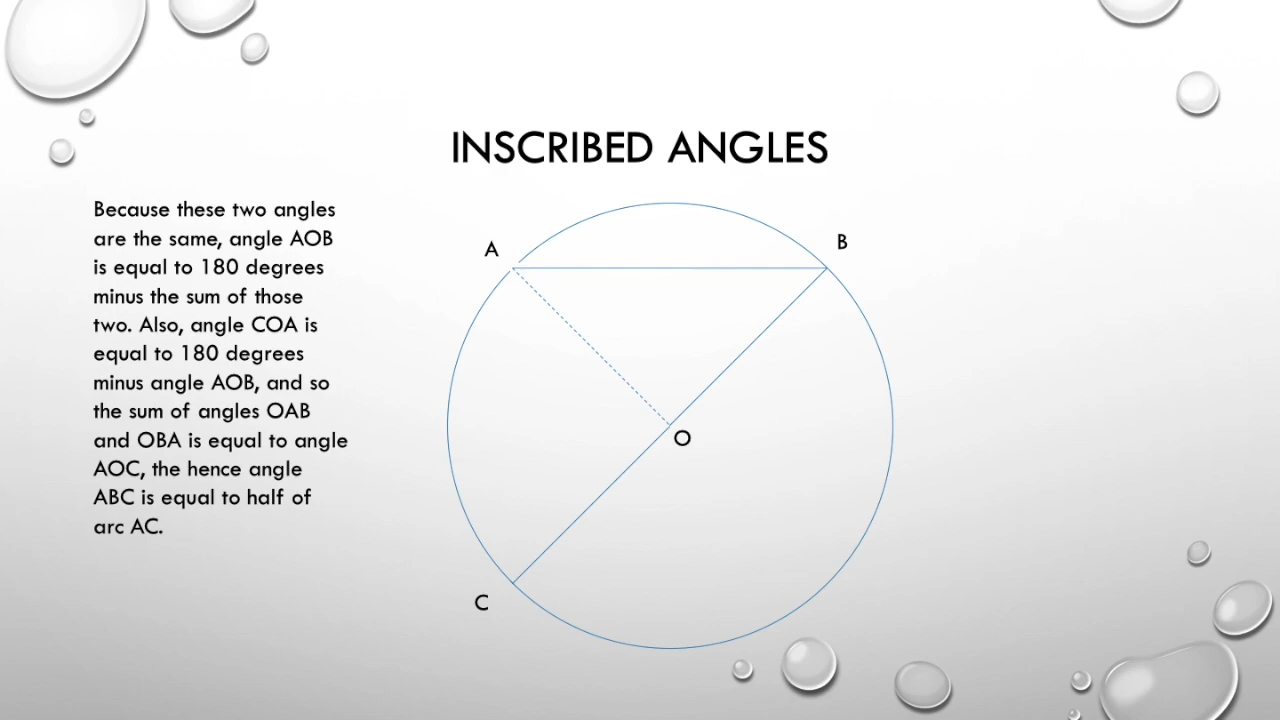 INSCRIBED ANGLES
Because these two angles
are the same, angle AOB
is equal to 180 degrees
minus the sum of those
two. Also, angle COA is
equal to 180 degrees
minus angle AOB, and so
the sum of angles OAB
and OBA is equal to angle
AOC, the hence angle
ABC is equal to half of
arc AC.
A
B
O
C